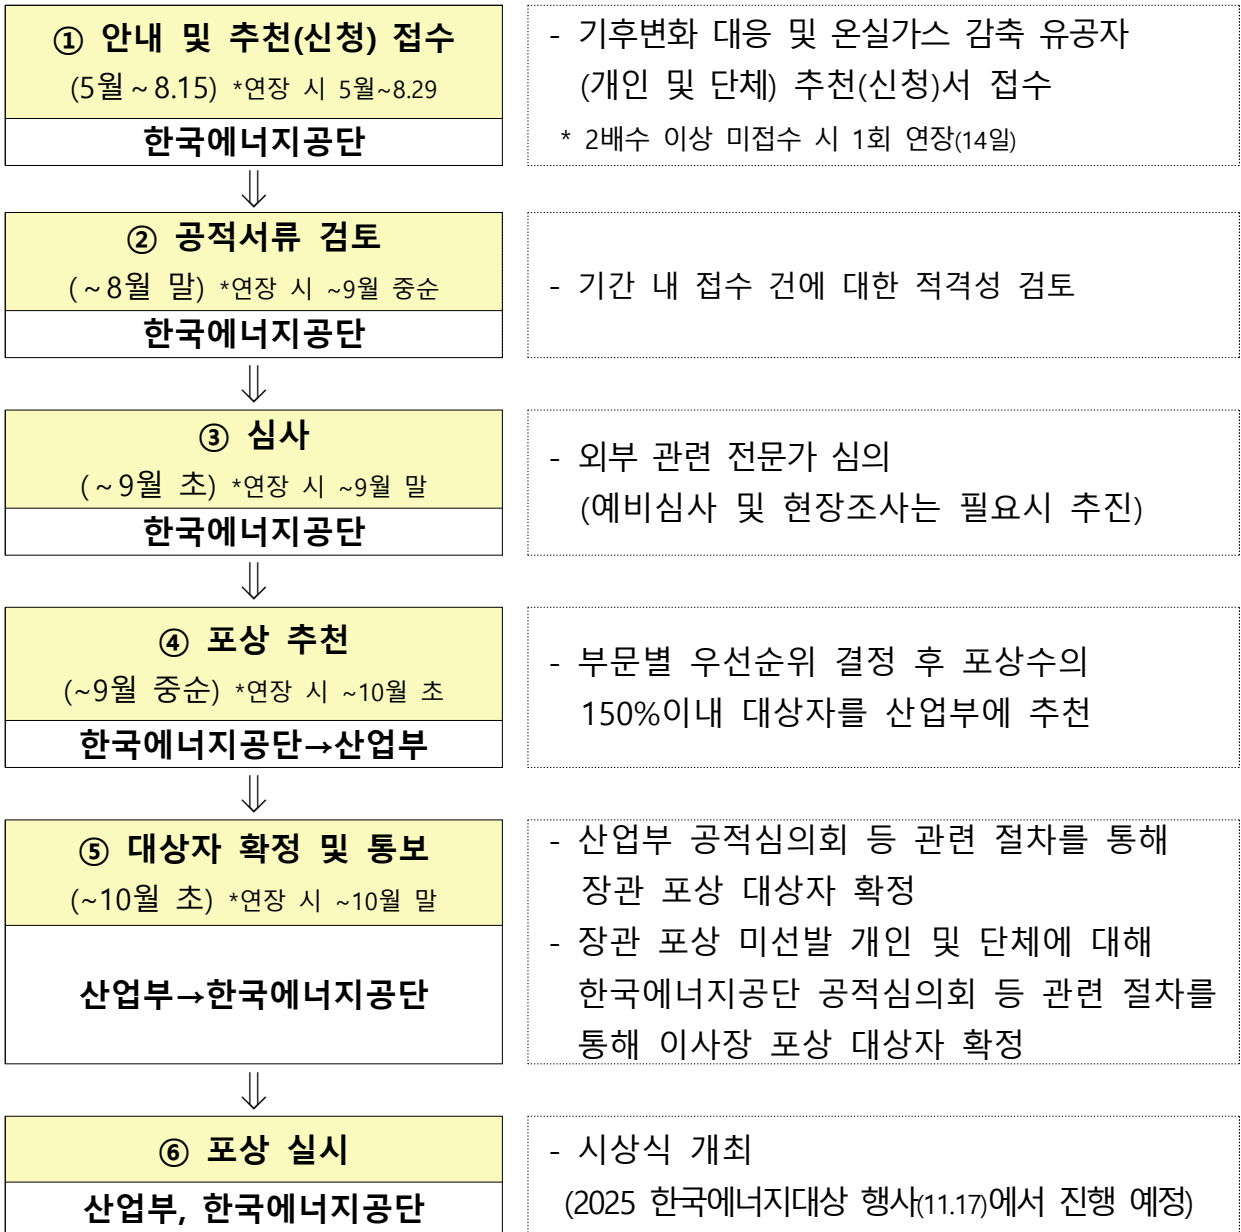 ① 안내 및 추천(신청) 접수
(5월~8.15) *연장 시 5월~8.29
한국에너지공단
- 기후변화 대응 및 온실가스 감축 유공자
(개인 및 단체) 추천(신청)서 접수
* 2배수 이상 미접수 시 1회 연장(14일)
⇓
② 공적서류 검토
(~8월 말) *연장 시 ~9월 중순
한국에너지공단
- 기간 내 접수 건에 대한 적격성 검토
⇓
③ 심사
(~9월 초) *연장 시 ~9월 말
한국에너지공단
- 외부 관련 전문가 심의
(예비심사 및 현장조사는 필요시 추진)
⇓
④ 포상 추천
(~9월 중순) *연장 시 ~10월 초
한국에너지공단→산업부
- 부문별 우선순위 결정 후 포상수의
150%이내 대상자를 산업부에 추천
⇓
⑤ 대상자 확정 및 통보
(~10월 초) *연장 시 ~10월 말
산업부→한국에너지공단
- 산업부 공적심의회 등 관련 절차를 통해
장관 포상 대상자 확정
- 장관 포상 미선발 개인 및 단체에 대해
한국에너지공단 공적심의회 등 관련 절차를
통해 이사장 포상 대상자 확정
⇓
⑥ 포상 실시
산업부, 한국에너지공단
- 시상식 개최
(2025 한국에너지대상 행사(11.17)에서 진행 예정)